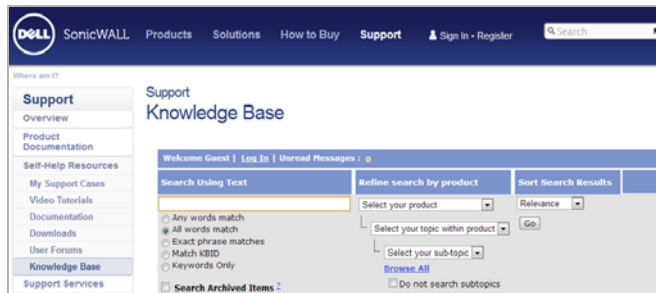 DELL SonicWALL Products Solutions How to Buy Support Sign In - Register Search
Where am I?
Support
Overview
Product
Documentation
Self-Help Resources
My Support Cases
Video Tutorials
Documentation
Downloads
User Forums
Knowledge Base
Support Services
Support
Knowledge Base
Welcome Guest | Log In | Unread Messages : 0
Search Using Text
Any words match
All words match
Exact phrase matches
Match KBID
Keywords Only
Search Archived Items ?
Refine search by product
Select your product
Select your topic within product
Select your sub-topic
Browse All
Do not search subtopics
Sort Search Results
Relevance
Go